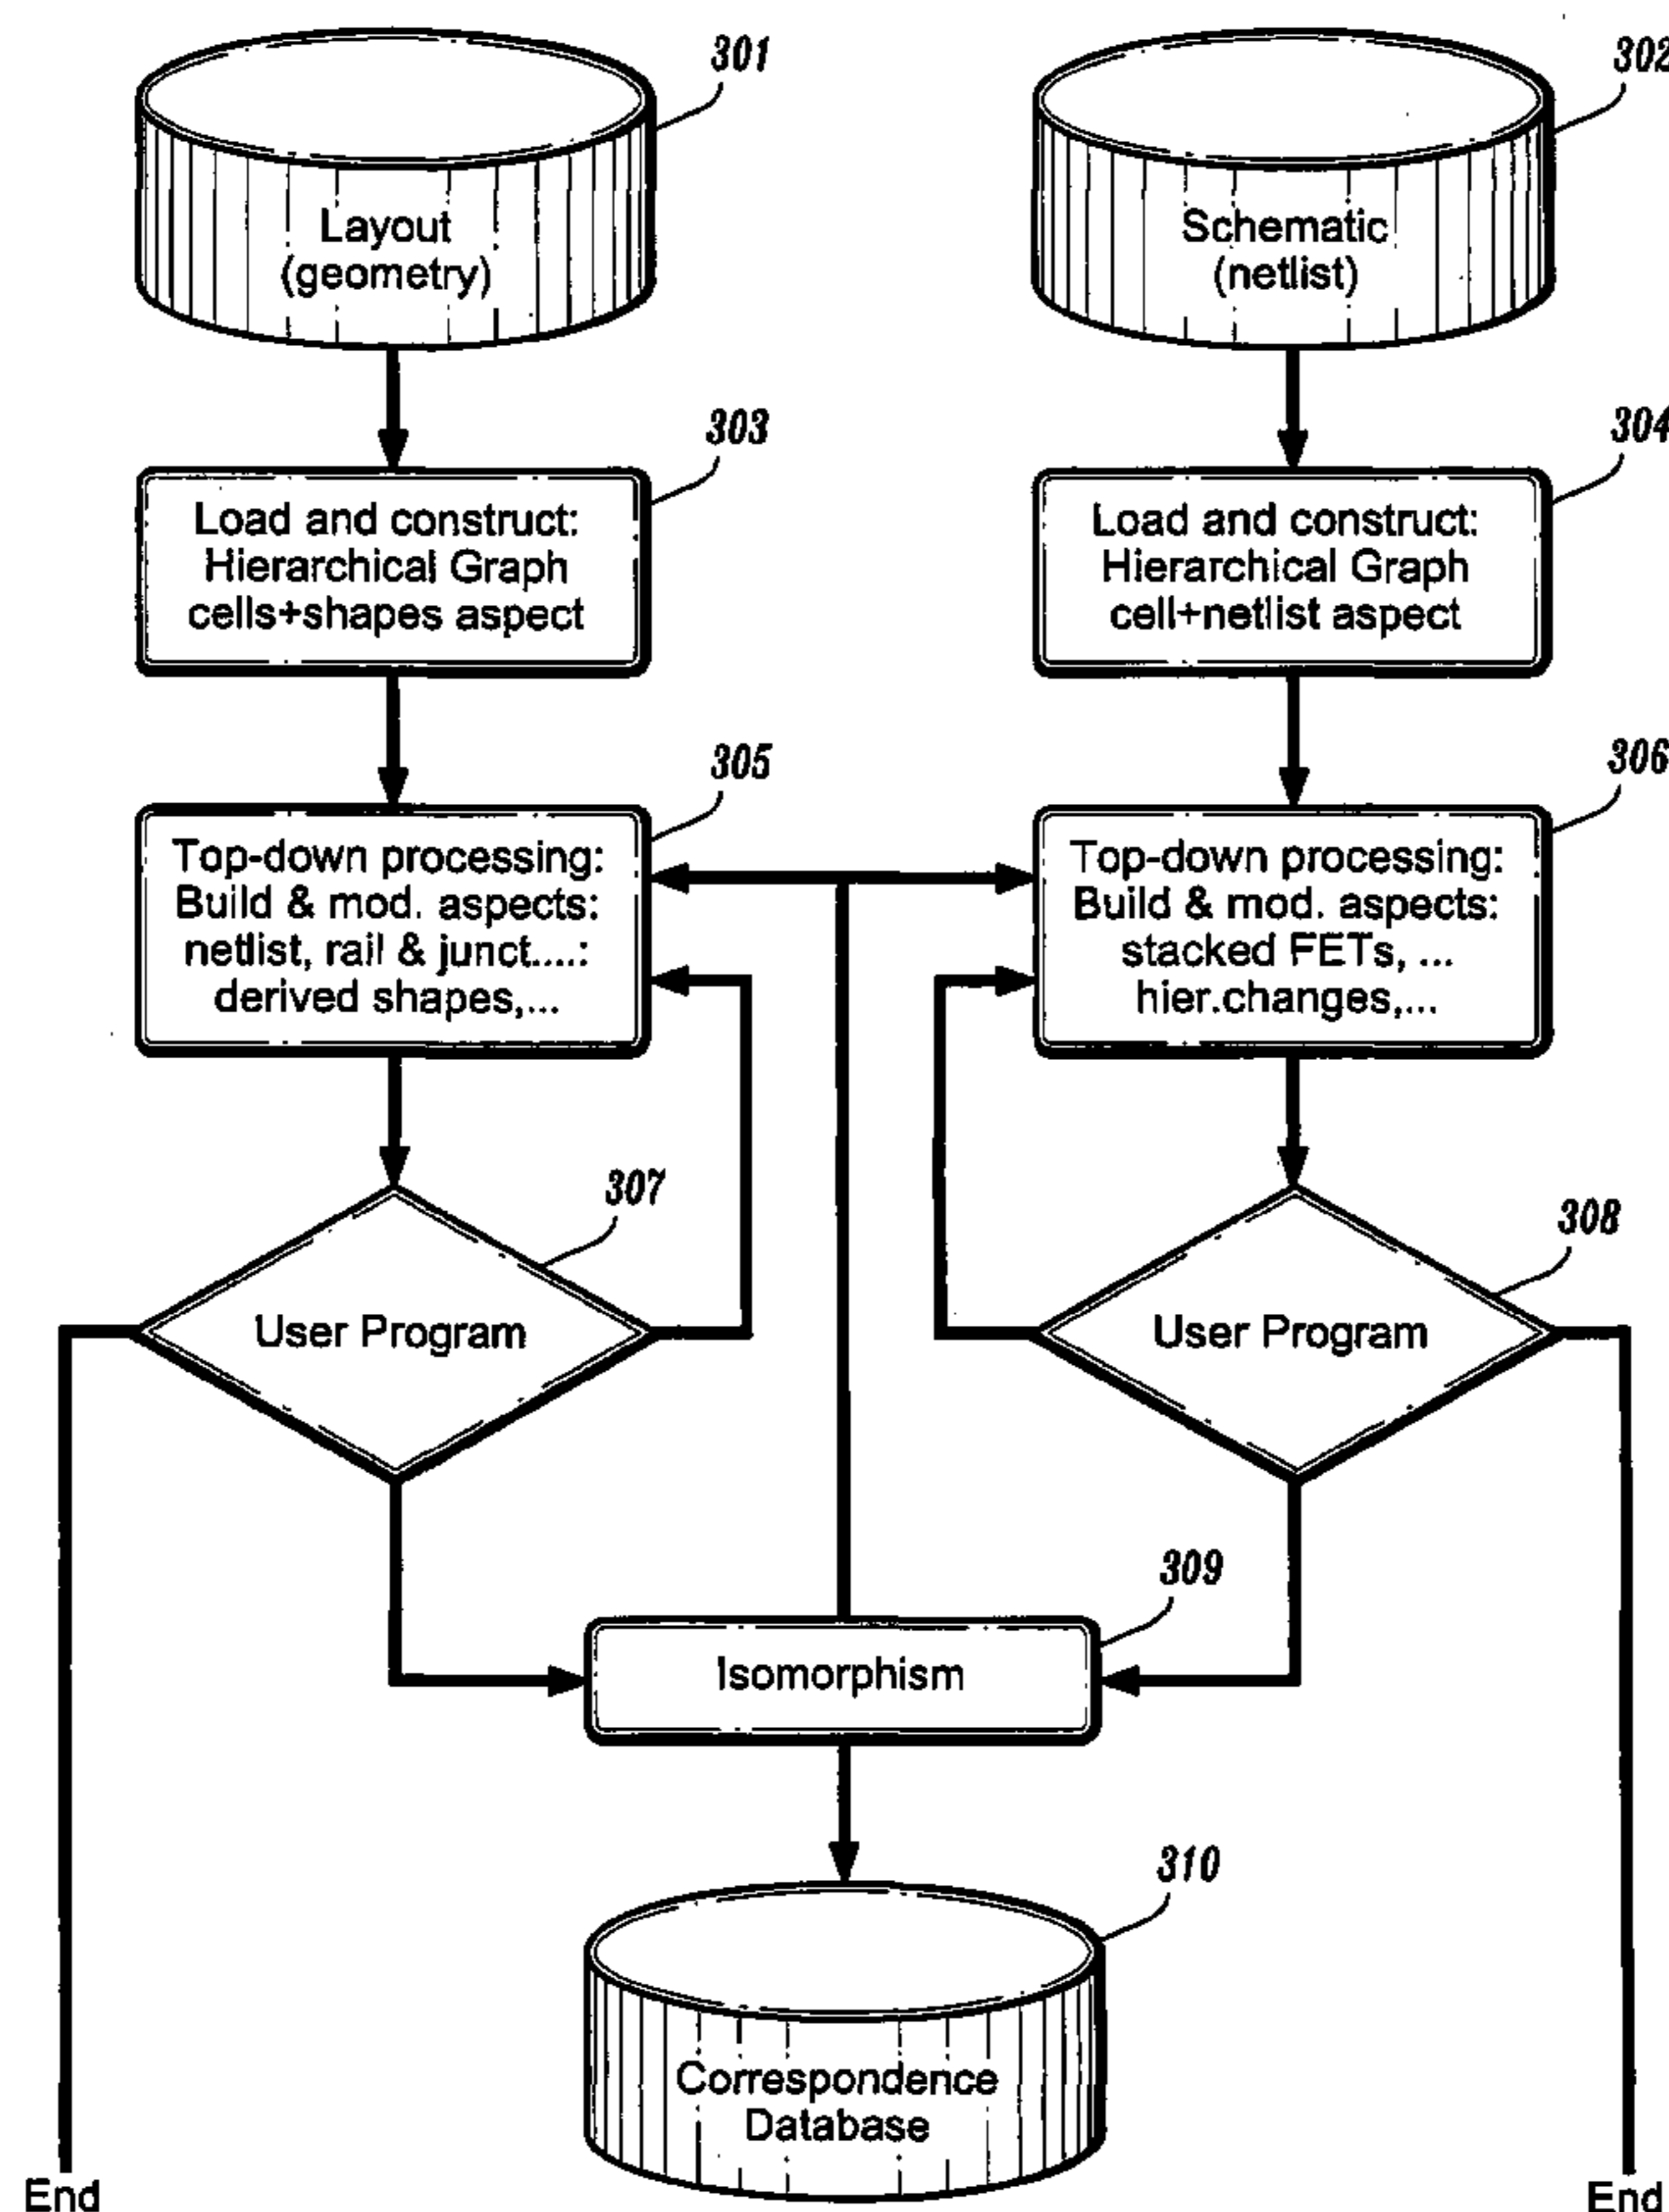 301
302
Layout
(geometry)
Schematic
(netlist)
303
304
Load and construct:
Hierarchical Graph
cells+shapes aspect
Load and construct:
Hierarchical Graph
cell+netlist aspect
305
306
Top-down processing:
Build & mod. aspects:
netlist, rail & junct....:
derived shapes,...
Top-down processing:
Build & mod. aspects:
stacked FETs, ...
hier.changes,...
307
308
User Program
User Program
309
Isomorphism
310
Correspondence
Database
End
End